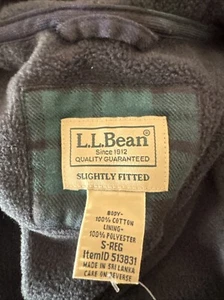 L.L.Bean®
Since 1912
QUALITY GUARANTEED
SLIGHTLY FITTED
BODY-
100% COTTON
LINING-
100% POLYESTER
S-REG
ItemID 513831
MADE IN SRI LANKA
CARE ON REVERSE